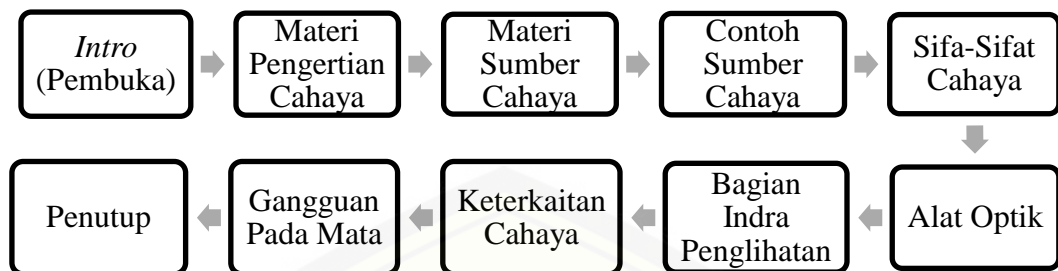 Intro
(Pembuka)
Materi
Pengertian
Cahaya
Materi
Sumber
Cahaya
Contoh
Sumber
Cahaya
Sifa-Sifat
Cahaya
Alat Optik
Bagian
Indra
Penglihatan
Keterkaitan
Cahaya
Gangguan
Pada Mata
Penutup